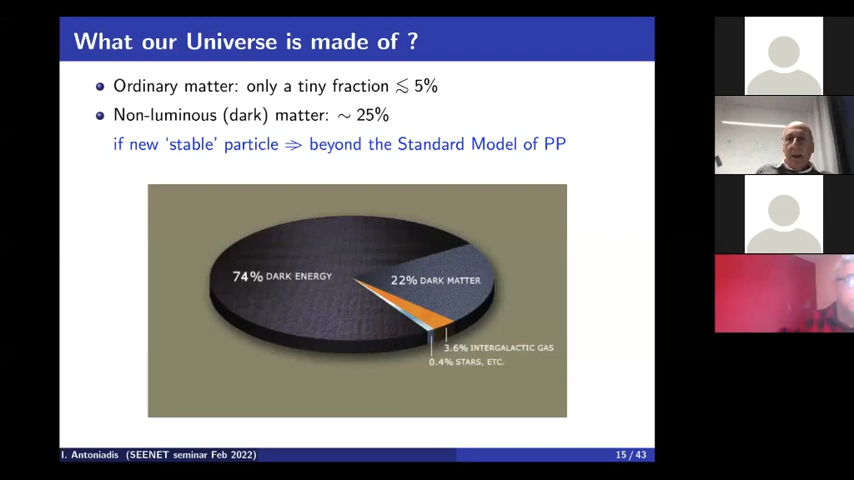 What our Universe is made of ?
Ordinary matter: only a tiny fraction ≲ 5%
Non-luminous (dark) matter: ∼ 25%
if new ‘stable’ particle ⇒ beyond the Standard Model of PP
74% DARK ENERGY
22% DARK MATTER
3.6% INTERGALACTIC GAS
0.4% STARS, ETC.
I. Antoniadis (SEENET seminar Feb 2022)
15 / 43